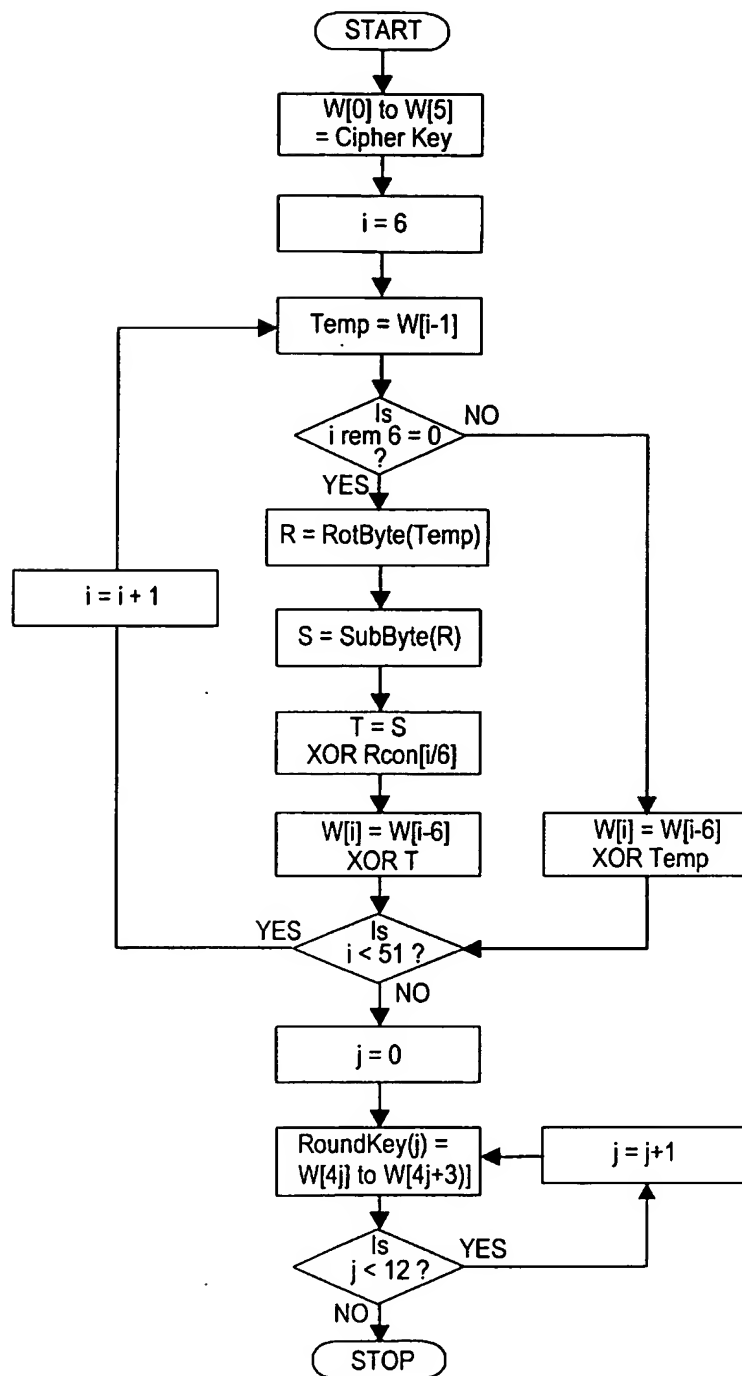 START
W[0] to W[5]
= Cipher Key
i = 6
Temp = W[i-1]
Is
i rem 6 = 0
?
NO
YES
R = RotByte(Temp)
i = i + 1
S = SubByte(R)
T = S
XOR Rcon[i/6]
W[i] = W[i-6]
XOR T
W[i] = W[i-6]
XOR Temp
YES
Is
i < 51 ?
NO
j = 0
RoundKey(j) =
W[4j] to W[4j+3)]
j = j+1
Is
j < 12 ?
YES
NO
STOP